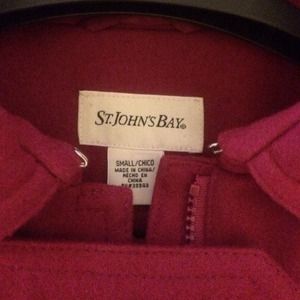 ST. JOHN'S BAY®
SMALL/CHICO
MADE IN CHINA/
HECHO EN
CHINA